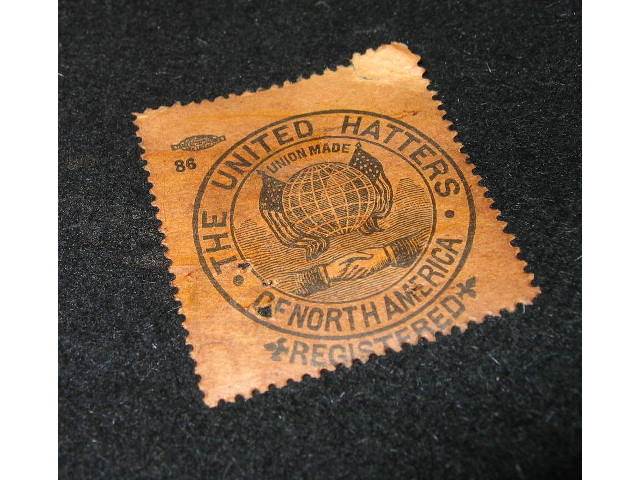 86
THE UNITED HATTERS
UNION MADE
OF NORTH AMERICA
REGISTERED